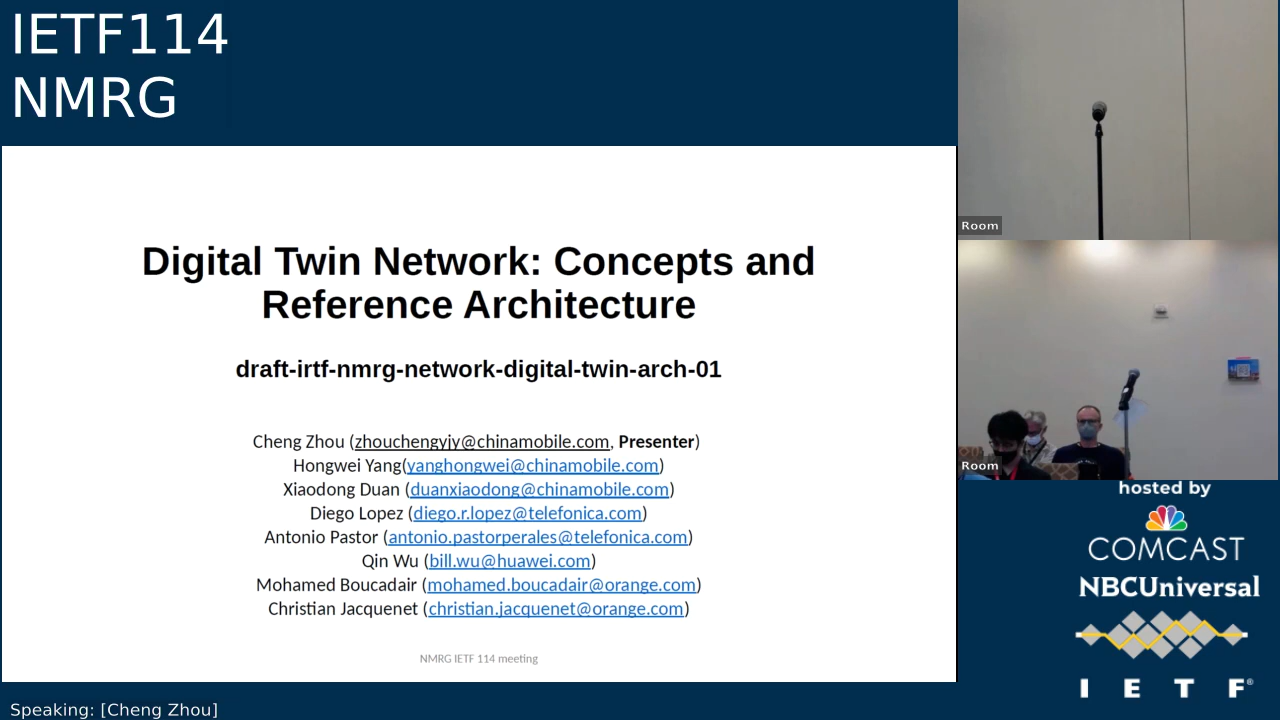 IETF114
NMRG
Digital Twin Network: Concepts and
Reference Architecture
draft-irtf-nmrg-network-digital-twin-arch-01
Cheng Zhou (zhouchengyjy@chinamobile.com, Presenter)
Hongwei Yang(yanghongwei@chinamobile.com)
Xiaodong Duan (duanxiaodong@chinamobile.com)
Diego Lopez (diego.r.lopez@telefonica.com)
Antonio Pastor (antonio.pastorperales@telefonica.com)
Qin Wu (bill.wu@huawei.com)
Mohamed Boucadair (mohamed.boucadair@orange.com)
Christian Jacquenet (christian.jacquenet@orange.com)
NMRG IETF 114 meeting
Speaking: [Cheng Zhou]
Room
Room
hosted by
COMCAST
NBCUniversal
I E T F®